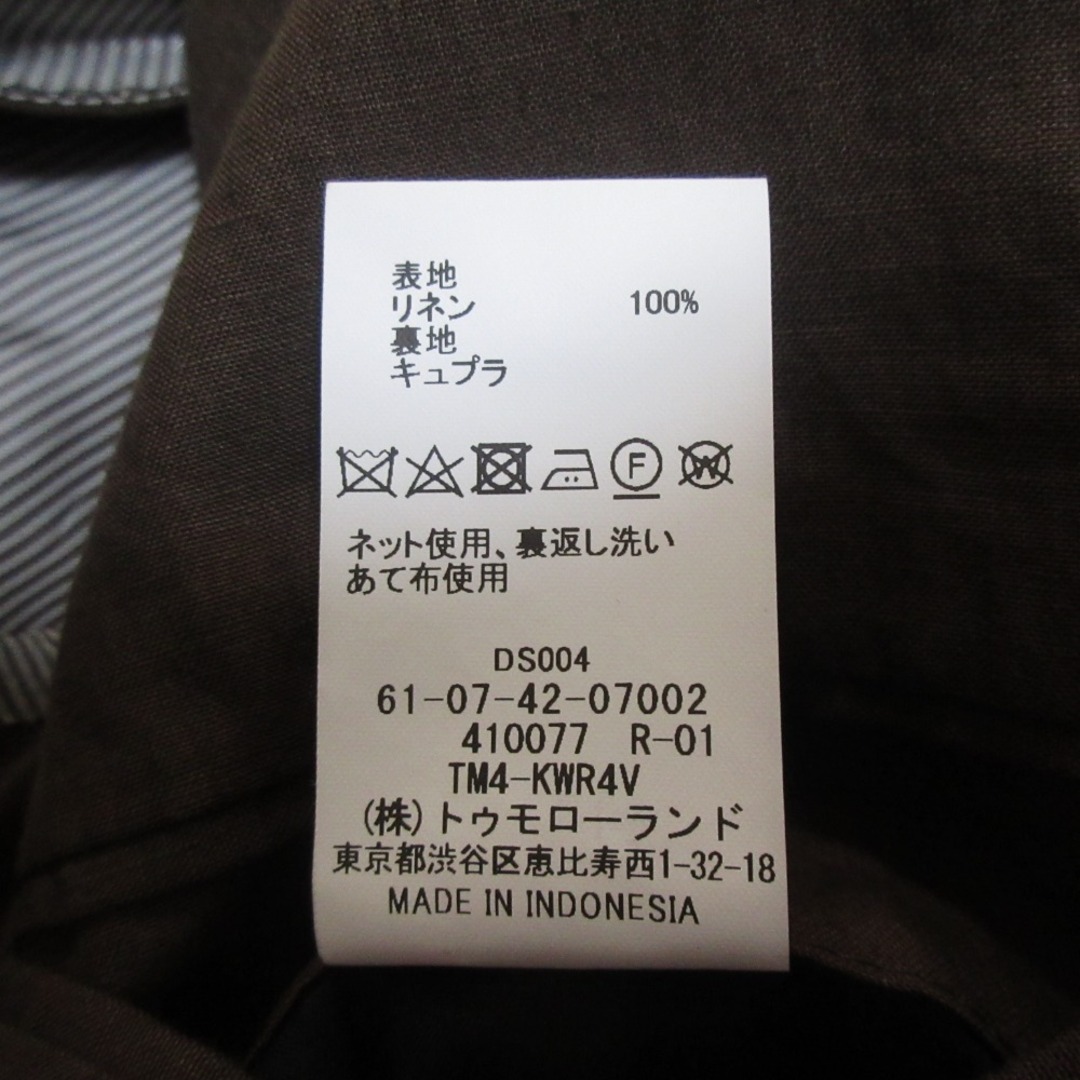 表地
リネン 100%
裏地
キュプラ
F W
ネット使用、裏返し洗い
あて布使用
DS004
61-07-42-07002
410077 R-01
TM4-KWR4V
(株)トゥモローランド
東京都渋谷区恵比寿西1-32-18
MADE IN INDONESIA